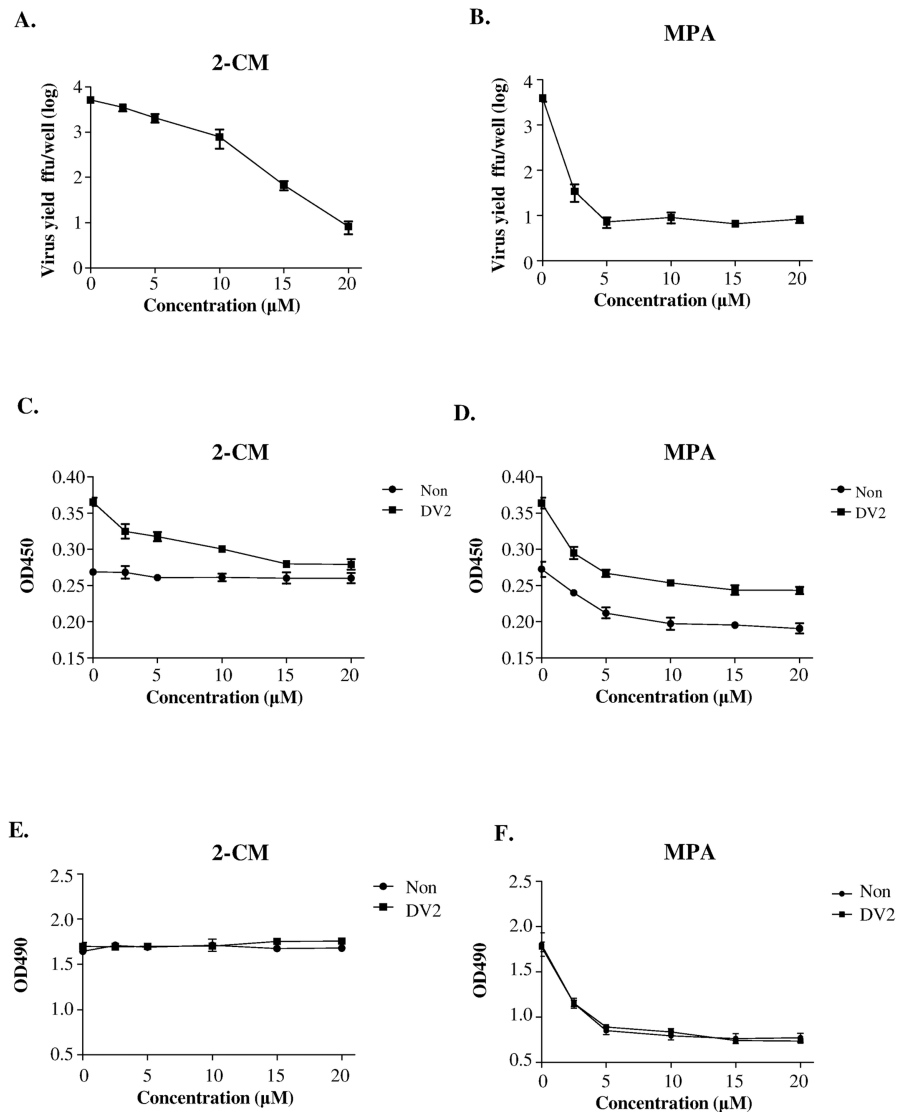 A.
2-CM
Virus yield ffu/well (log)
4
3
2
1
0
0 5 10 15 20
Concentration (µM)
B.
MPA
Virus yield ffu/well (log)
4
3
2
1
0
0 5 10 15 20
Concentration (µM)
C.
2-CM
OD450
0.40
0.35
0.30
0.25
0.20
0.15
0 5 10 15 20
Concentration (µM)
Non
DV2
D.
MPA
OD450
0.40
0.35
0.30
0.25
0.20
0.15
0 5 10 15 20
Concentration (µM)
Non
DV2
E.
2-CM
OD490
2.5
2.0
1.5
1.0
0.5
0 5 10 15 20
Concentration (µM)
Non
DV2
F.
MPA
OD490
2.5
2.0
1.5
1.0
0.5
0 5 10 15 20
Concentration (µM)
Non
DV2